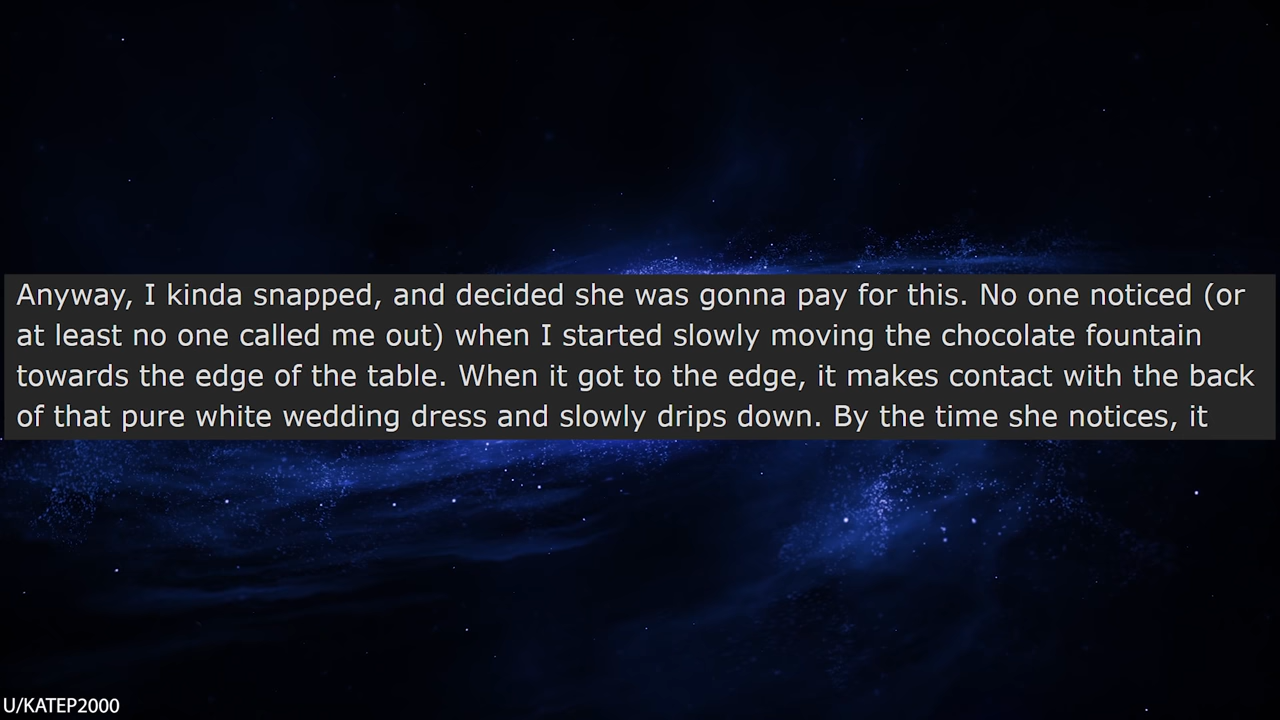 Anyway, I kinda snapped, and decided she was gonna pay for this. No one noticed (or
at least no one called me out) when I started slowly moving the chocolate fountain
towards the edge of the table. When it got to the edge, it makes contact with the back
of that pure white wedding dress and slowly drips down. By the time she notices, it
U/KATEP2000